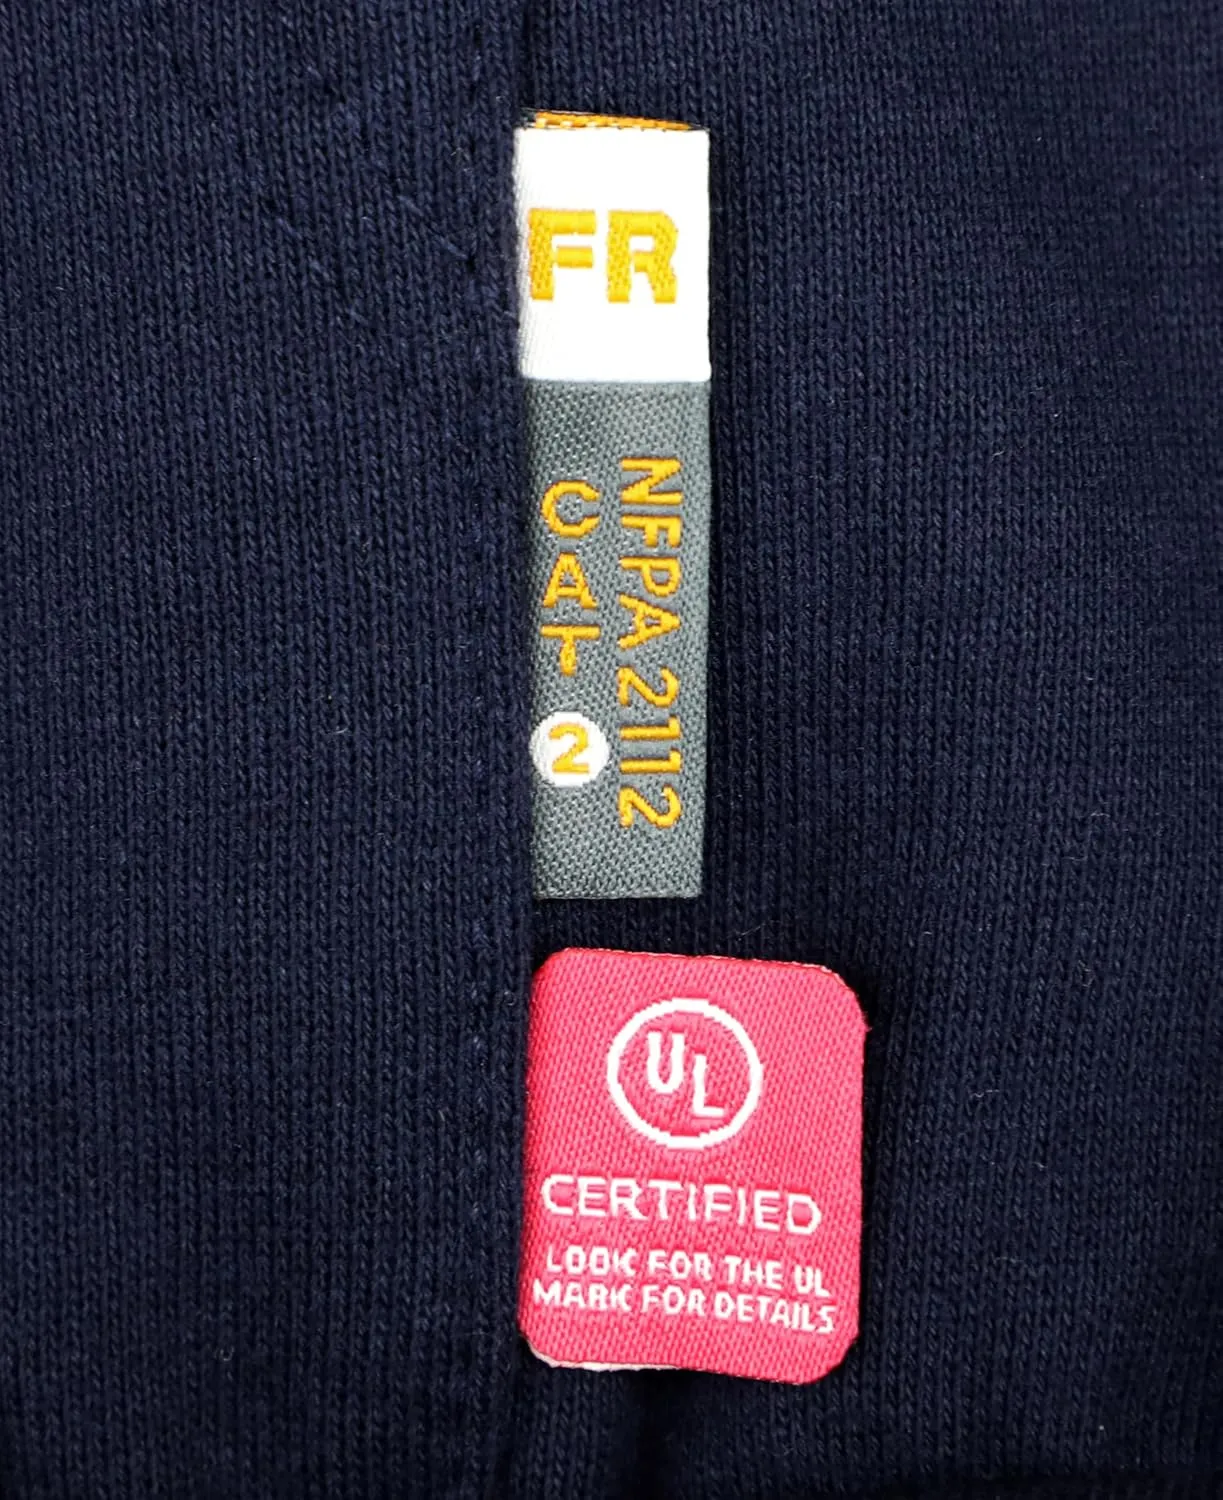 FR
NFPA 2112
CAT 2
UL
CERTIFIED
LOOK FOR THE UL
MARK FOR DETAILS